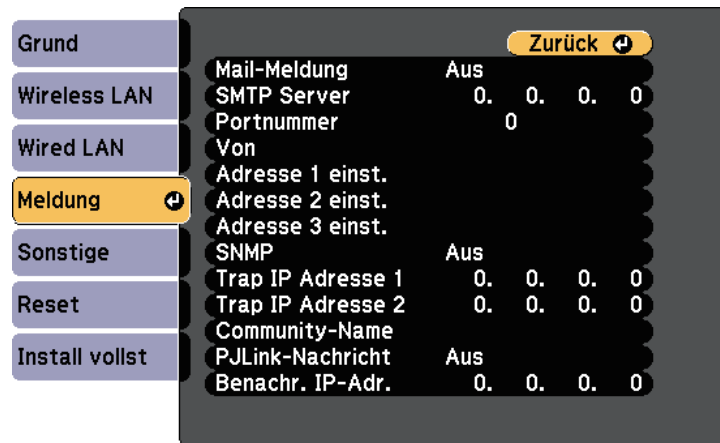 Grund
Wireless LAN
Wired LAN
Meldung
Sonstige
Reset
Install vollst
Zurück
Mail-Meldung Aus
SMTP Server 0. 0. 0. 0
Portnummer 0
Von
Adresse 1 einst.
Adresse 2 einst.
Adresse 3 einst.
SNMP Aus
Trap IP Adresse 1 0. 0. 0. 0
Trap IP Adresse 2 0. 0. 0. 0
Community-Name
PJLink-Nachricht Aus
Benachr. IP-Adr. 0. 0. 0. 0